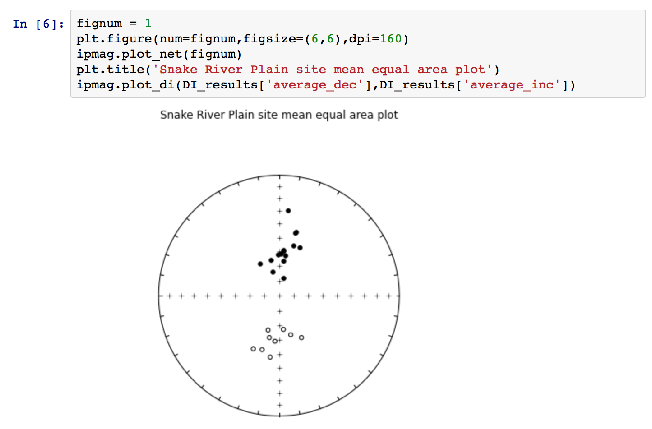 In [6]: fignum = 1
plt.figure(num=fignum,figsize=(6,6),dpi=160)
ipmag.plot_net(fignum)
plt.title('Snake River Plain site mean equal area plot')
ipmag.plot_di(DI_results['average_dec'],DI_results['average_inc'])
Snake River Plain site mean equal area plot